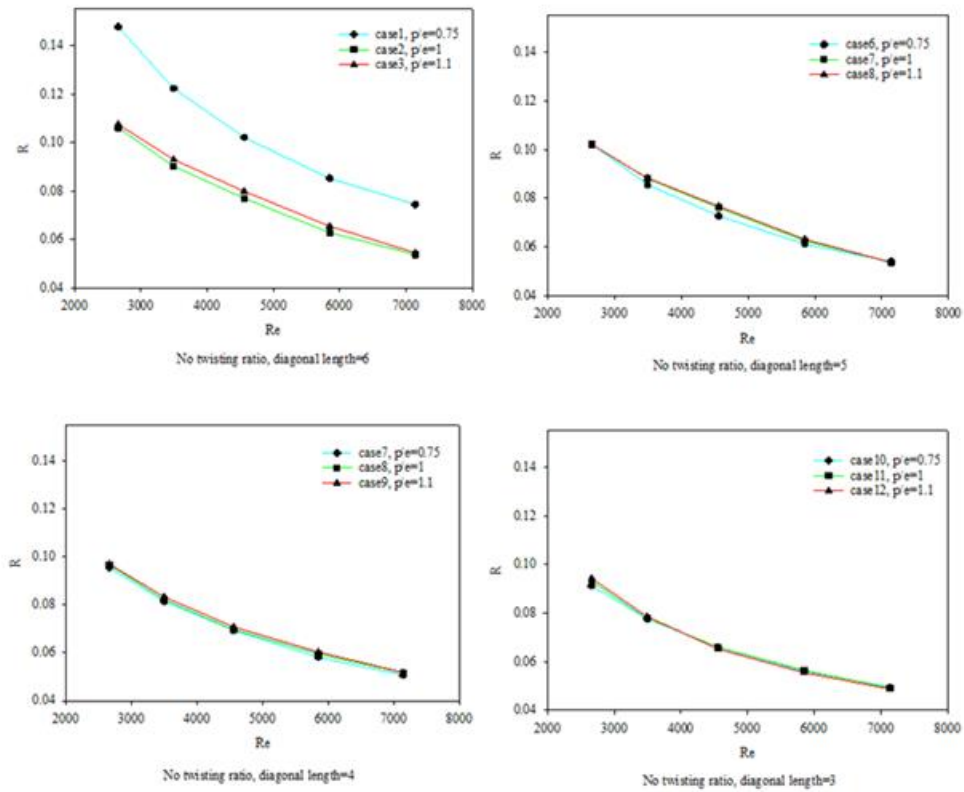 0.14
0.12
0.10
0.08
0.06
0.04
R
case1, p/e=0.75
case2, p/e=1
case3, p/e=1.1
2000 3000 4000 5000 6000 7000 8000
Re
No twisting ratio, diagonal length=6
0.14
0.12
0.10
0.08
0.06
0.04
R
case6, p/e=0.75
case7, p/e=1
case8, p/e=1.1
2000 3000 4000 5000 6000 7000 8000
Re
No twisting ratio, diagonal length=5
0.14
0.12
0.10
0.08
0.06
0.04
R
case7, p/e=0.75
case8, p/e=1
case9, p/e=1.1
2000 3000 4000 5000 6000 7000 8000
Re
No twisting ratio, diagonal length=4
0.14
0.12
0.10
0.08
0.06
0.04
R
case10, p/e=0.75
case11, p/e=1
case12, p/e=1.1
2000 3000 4000 5000 6000 7000 8000
Re
No twisting ratio, diagonal length=3